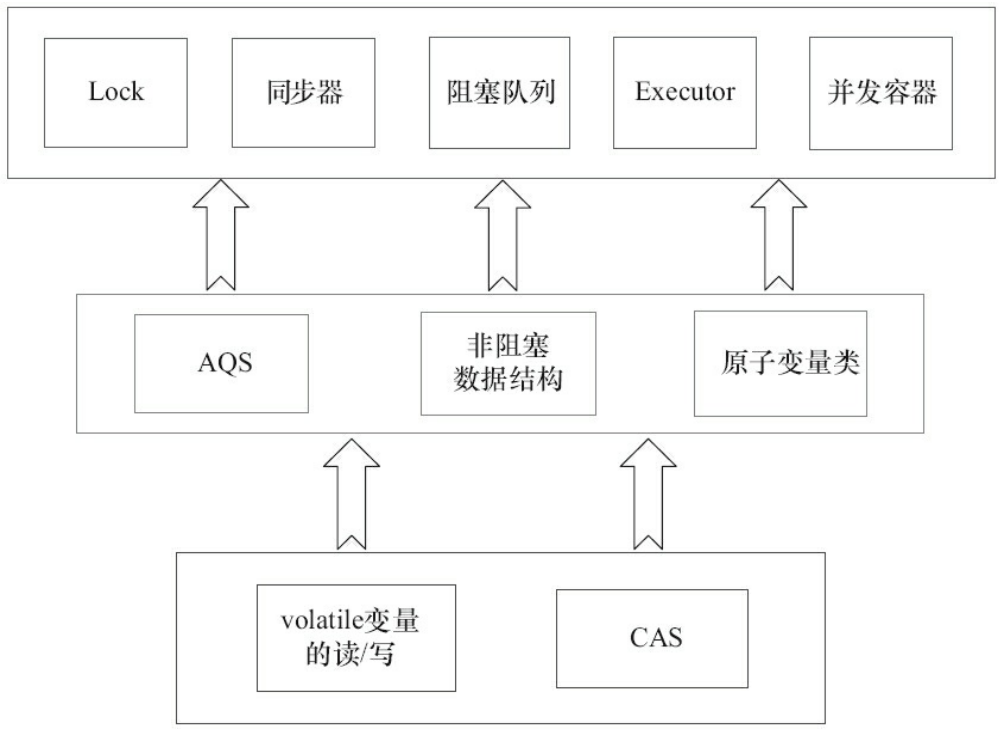 Lock
同步器
阻塞队列
Executor
并发容器
AQS
非阻塞
数据结构
原子变量类
volatile变量
的读/写
CAS